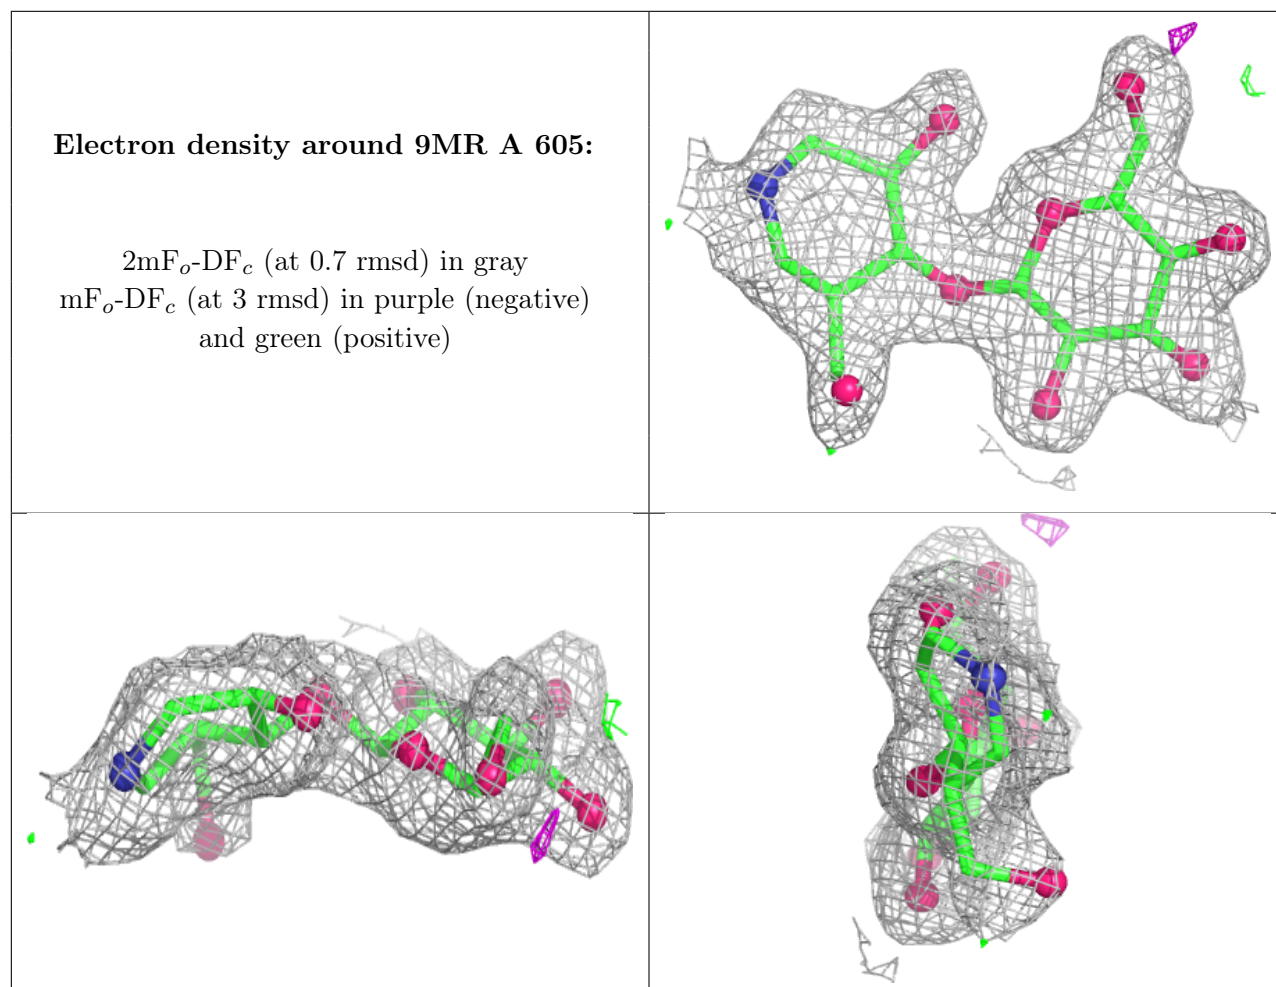 Electron density around 9MR A 605:
2mFo-DFc (at 0.7 rmsd) in gray
mFo-DFc (at 3 rmsd) in purple (negative)
and green (positive)